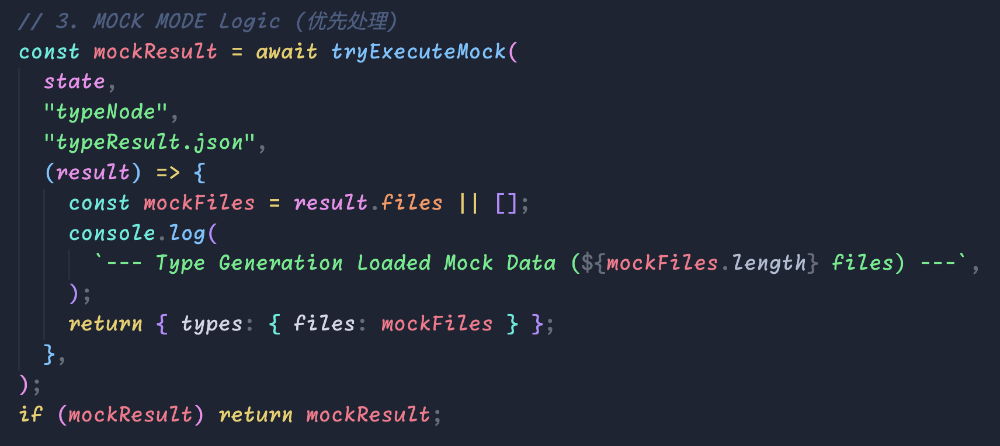 // 3. MOCK MODE Logic (优先处理)
const mockResult = await tryExecuteMock(
  state,
  "typeNode",
  "typeResult.json",
  (result) => {
    const mockFiles = result.files || [];
    console.log(
      `--- Type Generation Loaded Mock Data (${mockFiles.length} files) ---`,
    );
    return { types: { files: mockFiles } };
  },
);
if (mockResult) return mockResult;